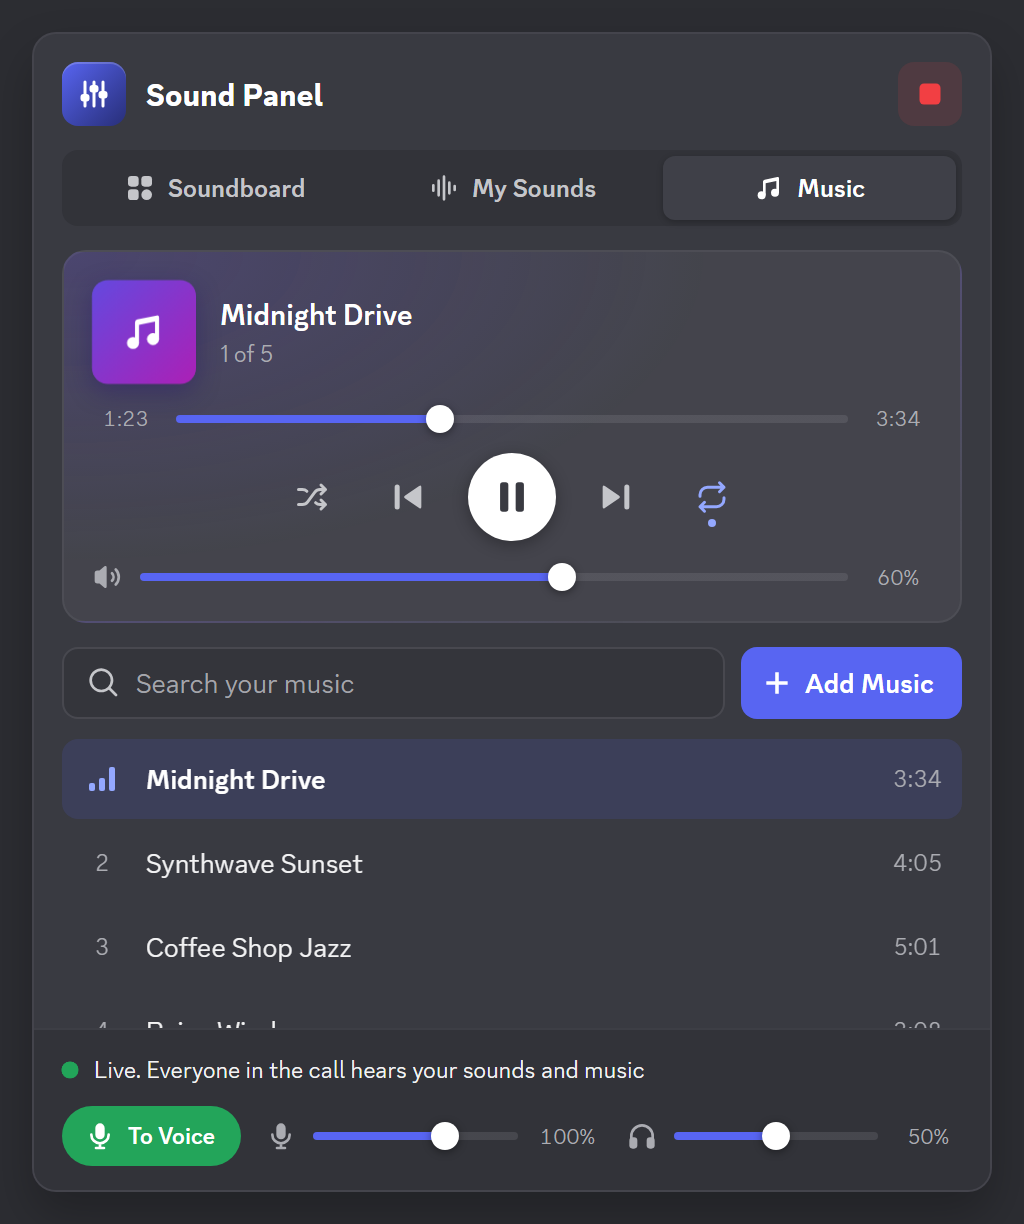 Sound Panel
Soundboard
My Sounds
Music
Midnight Drive
1 of 5
1:23
3:34
60%
Search your music
Add Music
Midnight Drive 3:34
2 Synthwave Sunset 4:05
3 Coffee Shop Jazz 5:01
Live. Everyone in the call hears your sounds and music
To Voice
100%
50%